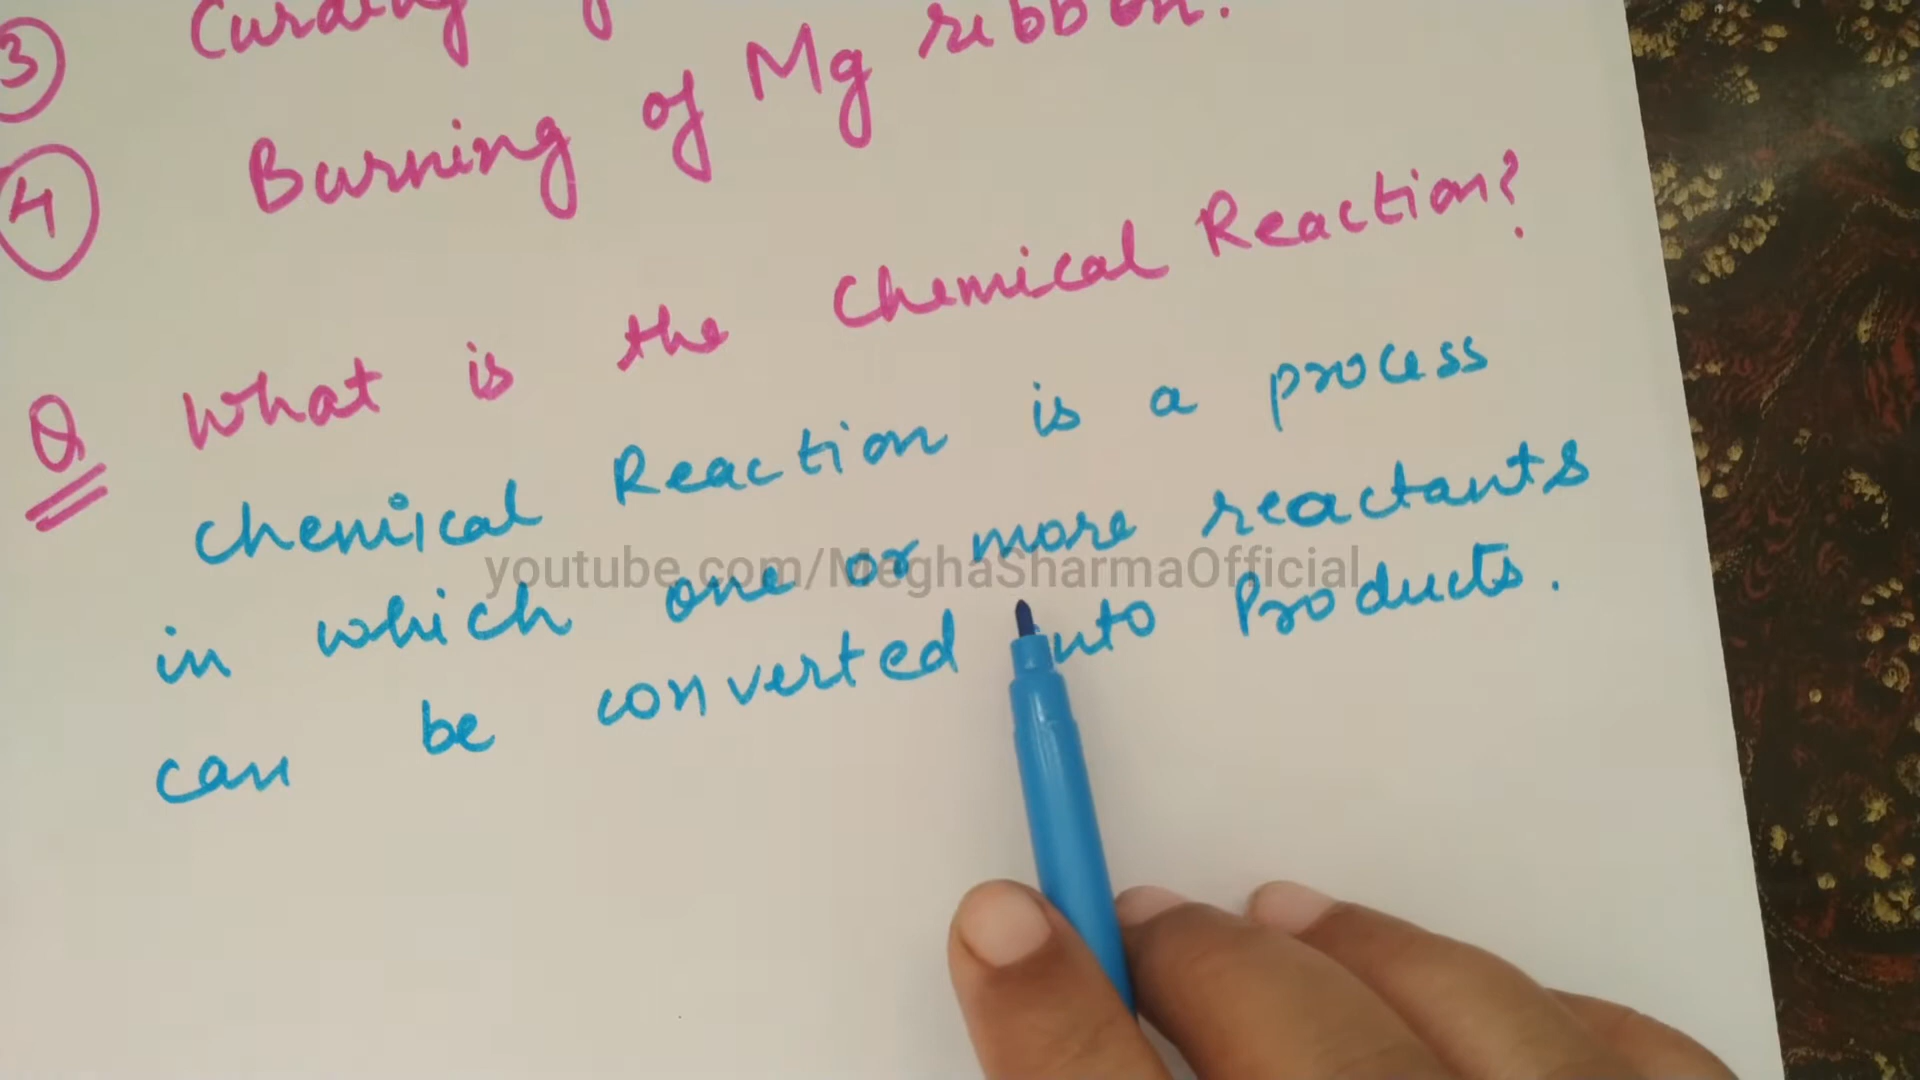 ③ Curding
④ Burning of Mg ribbon.
Q What is the Chemical Reaction?
Chemical Reaction is a process
in which one or more reactants
can be converted into Products.
youtube.com/MeghaSharmaOfficial